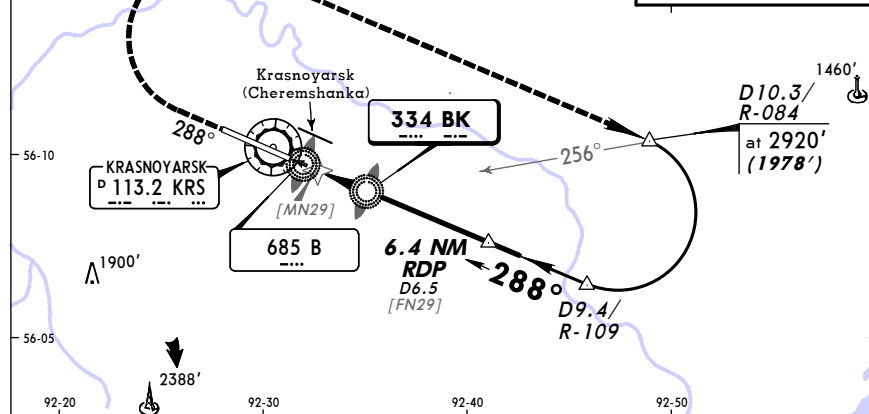 1460'
Krasnoyarsk
(Cheremshanka)
D10.3/
R-084
at 2920'
(1978')
334 BK
288°
256°
56-10
KRASNOYARSK
D 113.2 KRS
[MN29]
685 B
6.4 NM
RDP
D6.5
[FN29]
288°
D9.4/
R-109
1900'
56-05
2388'
92-20
92-30
92-40
92-50